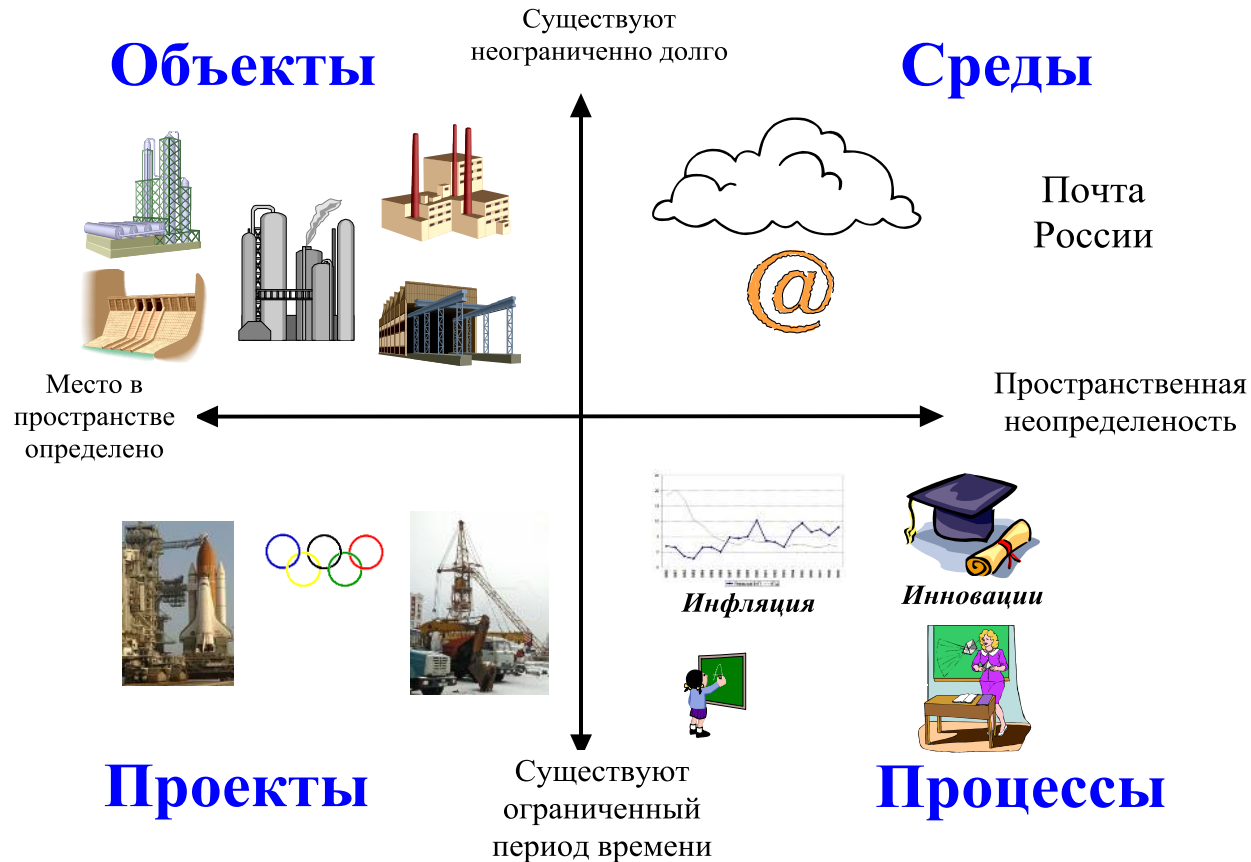 Существуют
неограниченно долго
Объекты
Среды
Почта
России
@
Место в
пространстве
определено
Пространственная
неопределеность
Инфляция
Инновации
Проекты
Существуют
ограниченный
период времени
Процессы